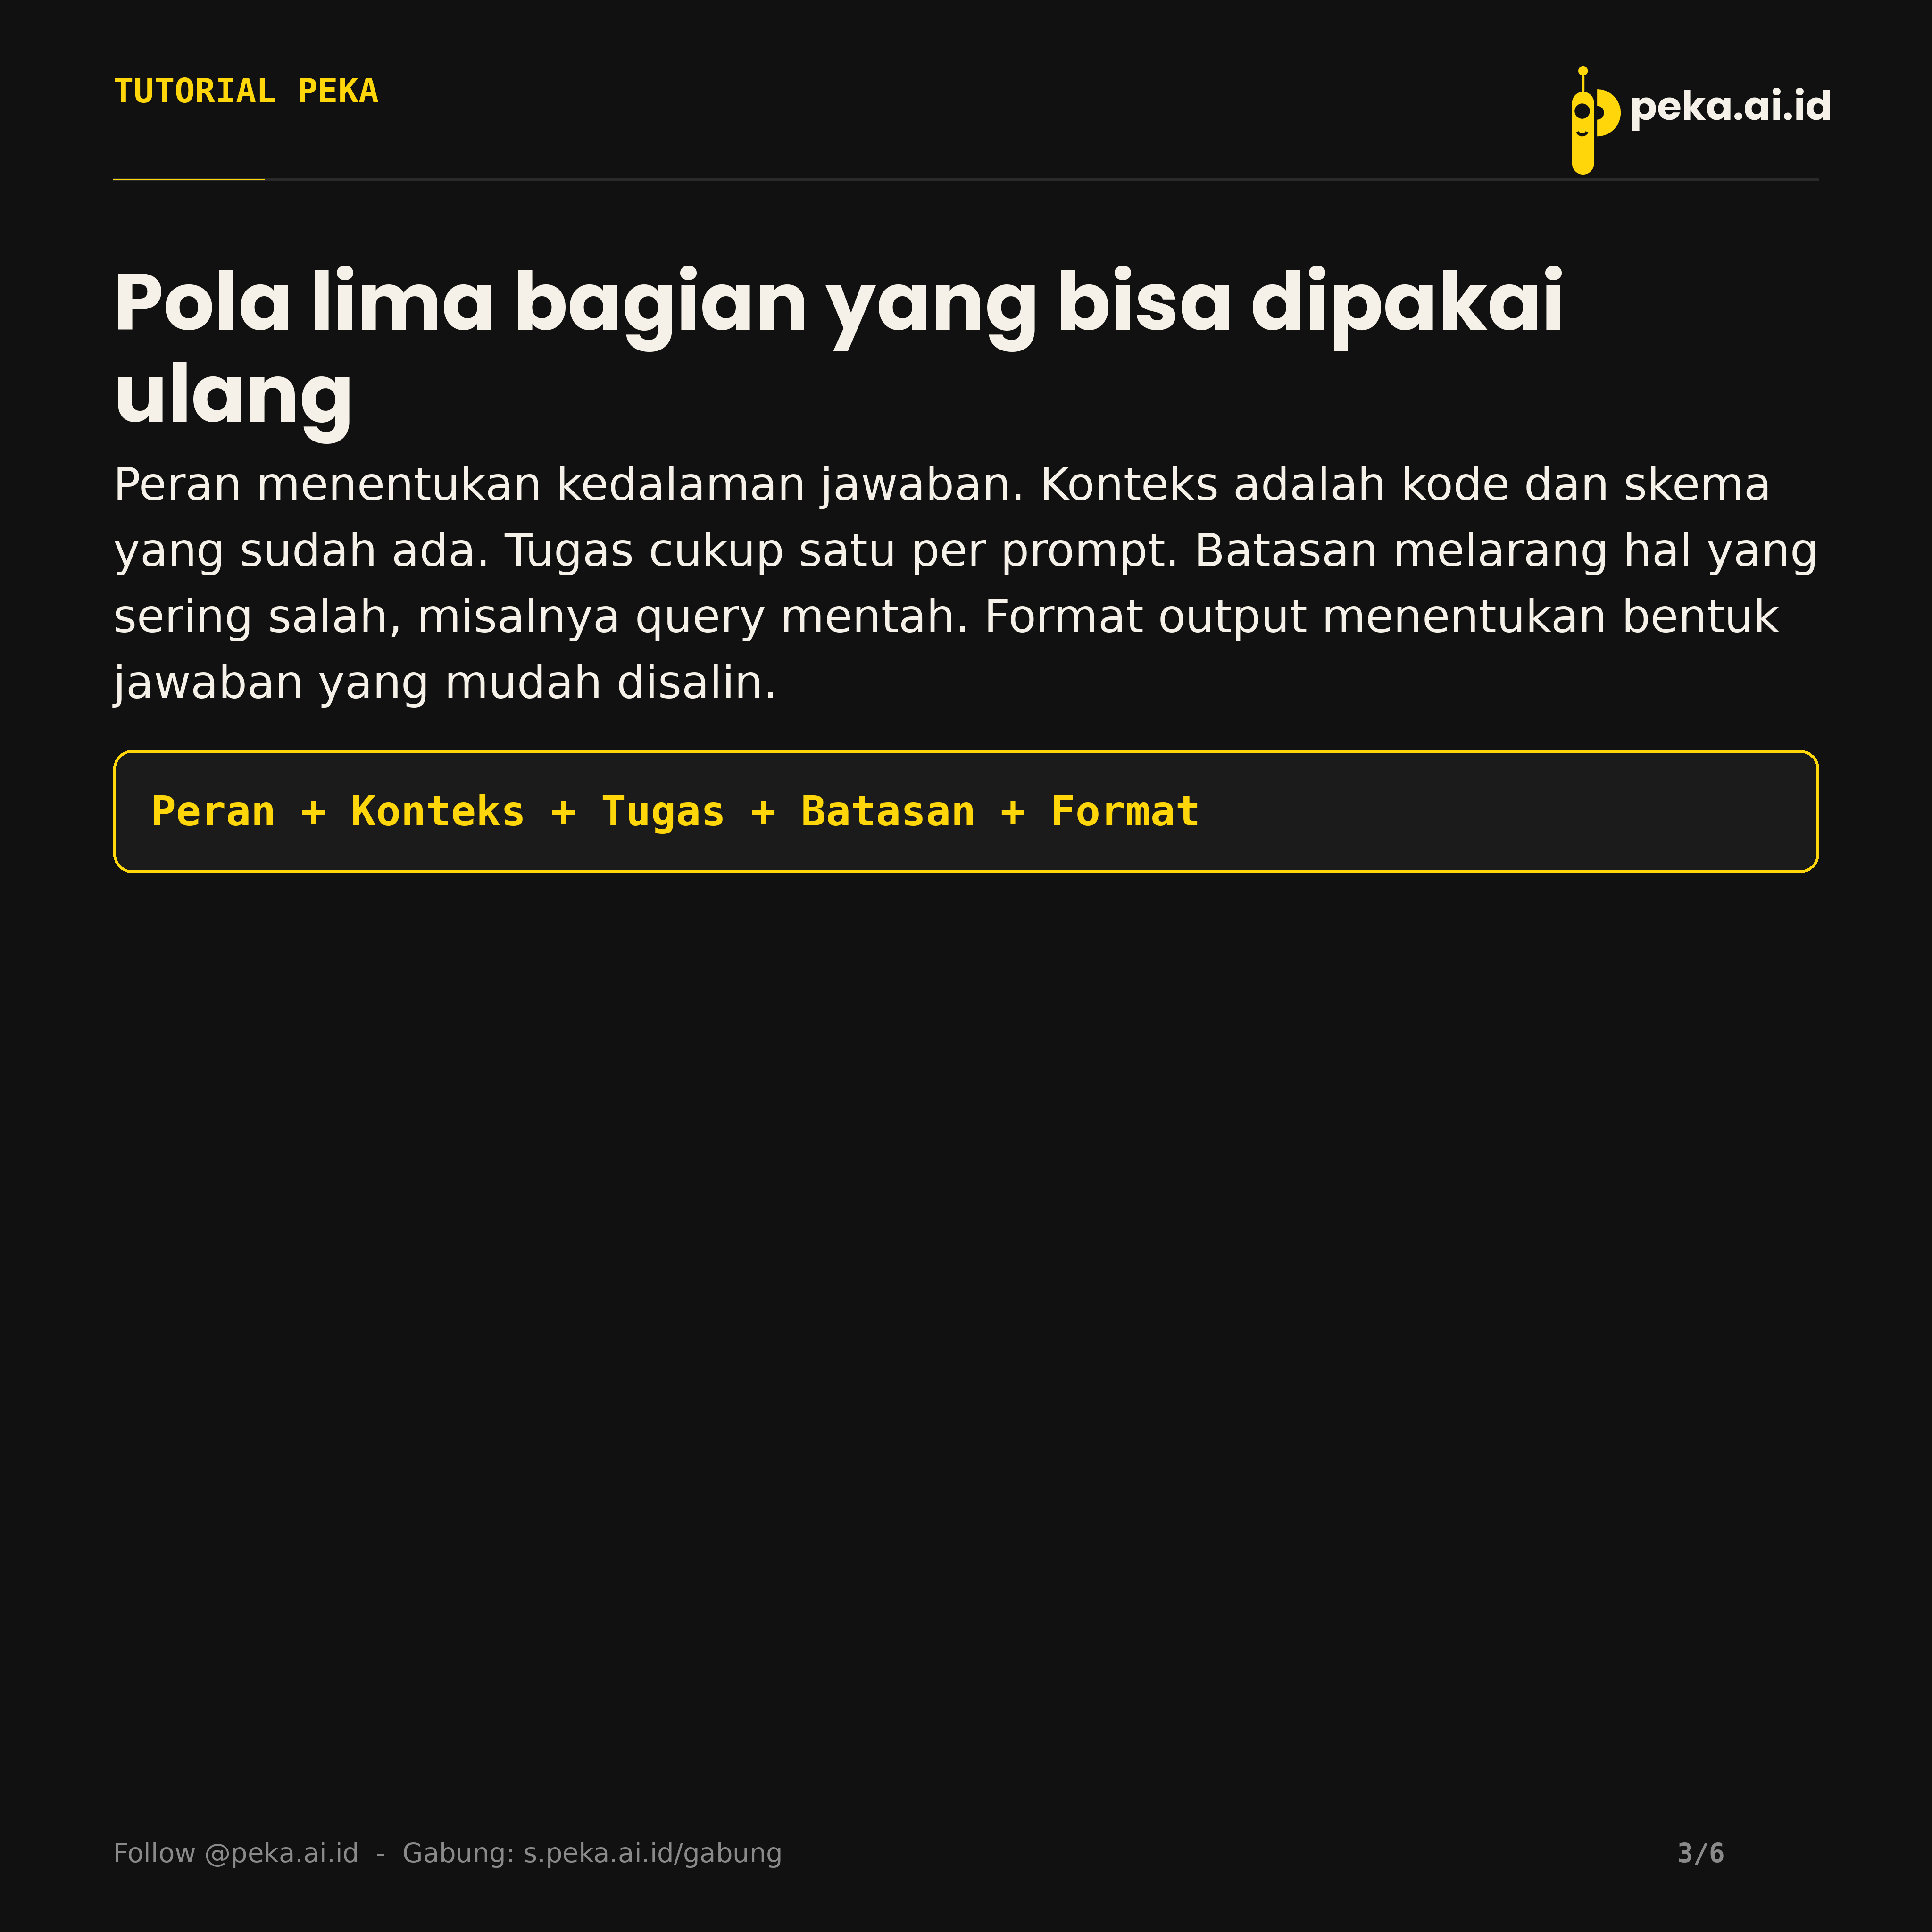 TUTORIAL PEKA
peka.ai.id
Pola lima bagian yang bisa dipakai
ulang
Peran menentukan kedalaman jawaban. Konteks adalah kode dan skema
yang sudah ada. Tugas cukup satu per prompt. Batasan melarang hal yang
sering salah, misalnya query mentah. Format output menentukan bentuk
jawaban yang mudah disalin.
Peran + Konteks + Tugas + Batasan + Format
Follow @peka.ai.id - Gabung: s.peka.ai.id/gabung
3/6